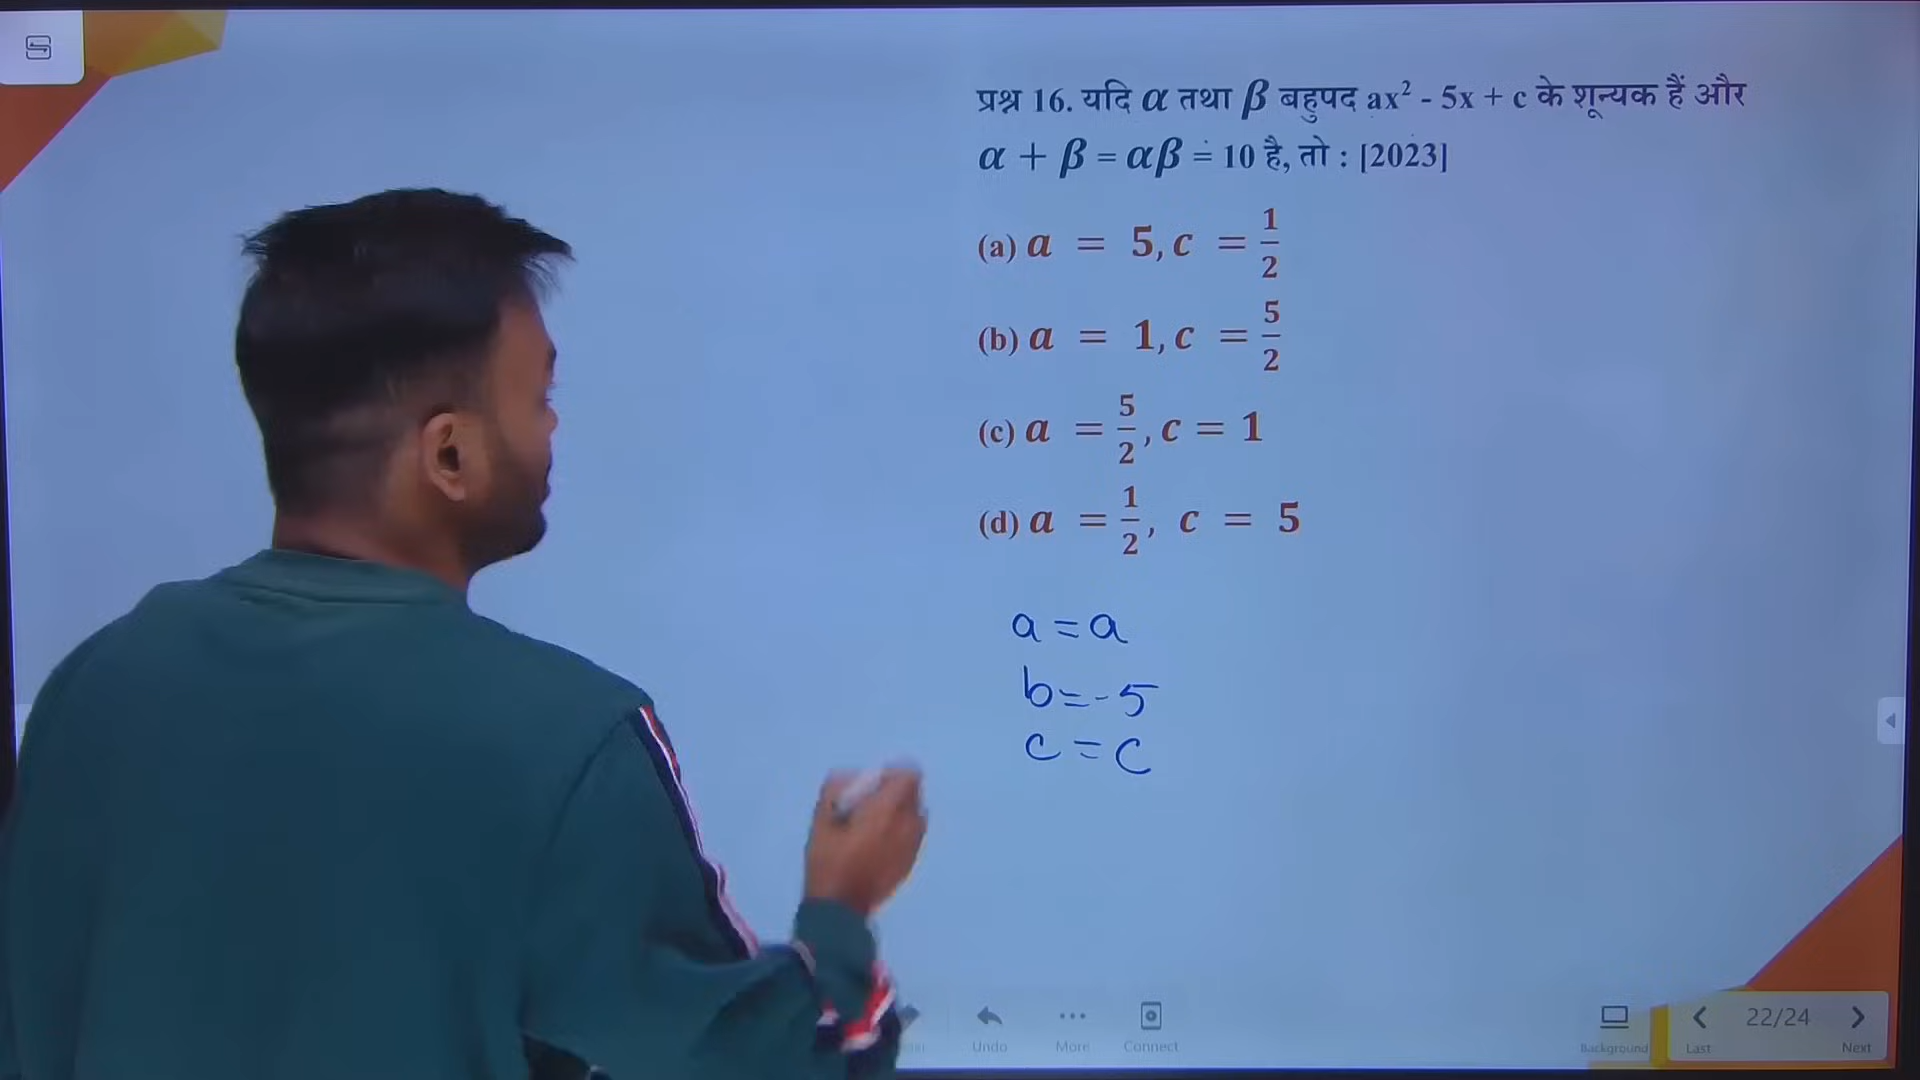 प्रश्न 16. यदि α तथा β बहुपद ax² - 5x + c के शून्यक हैं और
α + β = αβ = 10 है, तो : [2023]
(a) a = 5, c = 1/2
(b) a = 1, c = 5/2
(c) a = 5/2, c = 1
(d) a = 1/2, c = 5
a = a
b = -5
c = c
Undo
More
Connect
Background
Last
22/24
Next